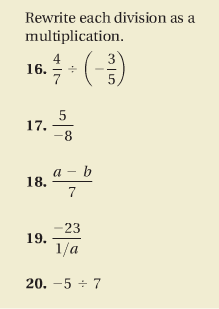 Rewrite each division as a
multiplication.
16. 4/7 ÷ (−3/5)
17. 5/−8
18. a − b/7
19. −23/1/a
20. −5 ÷ 7